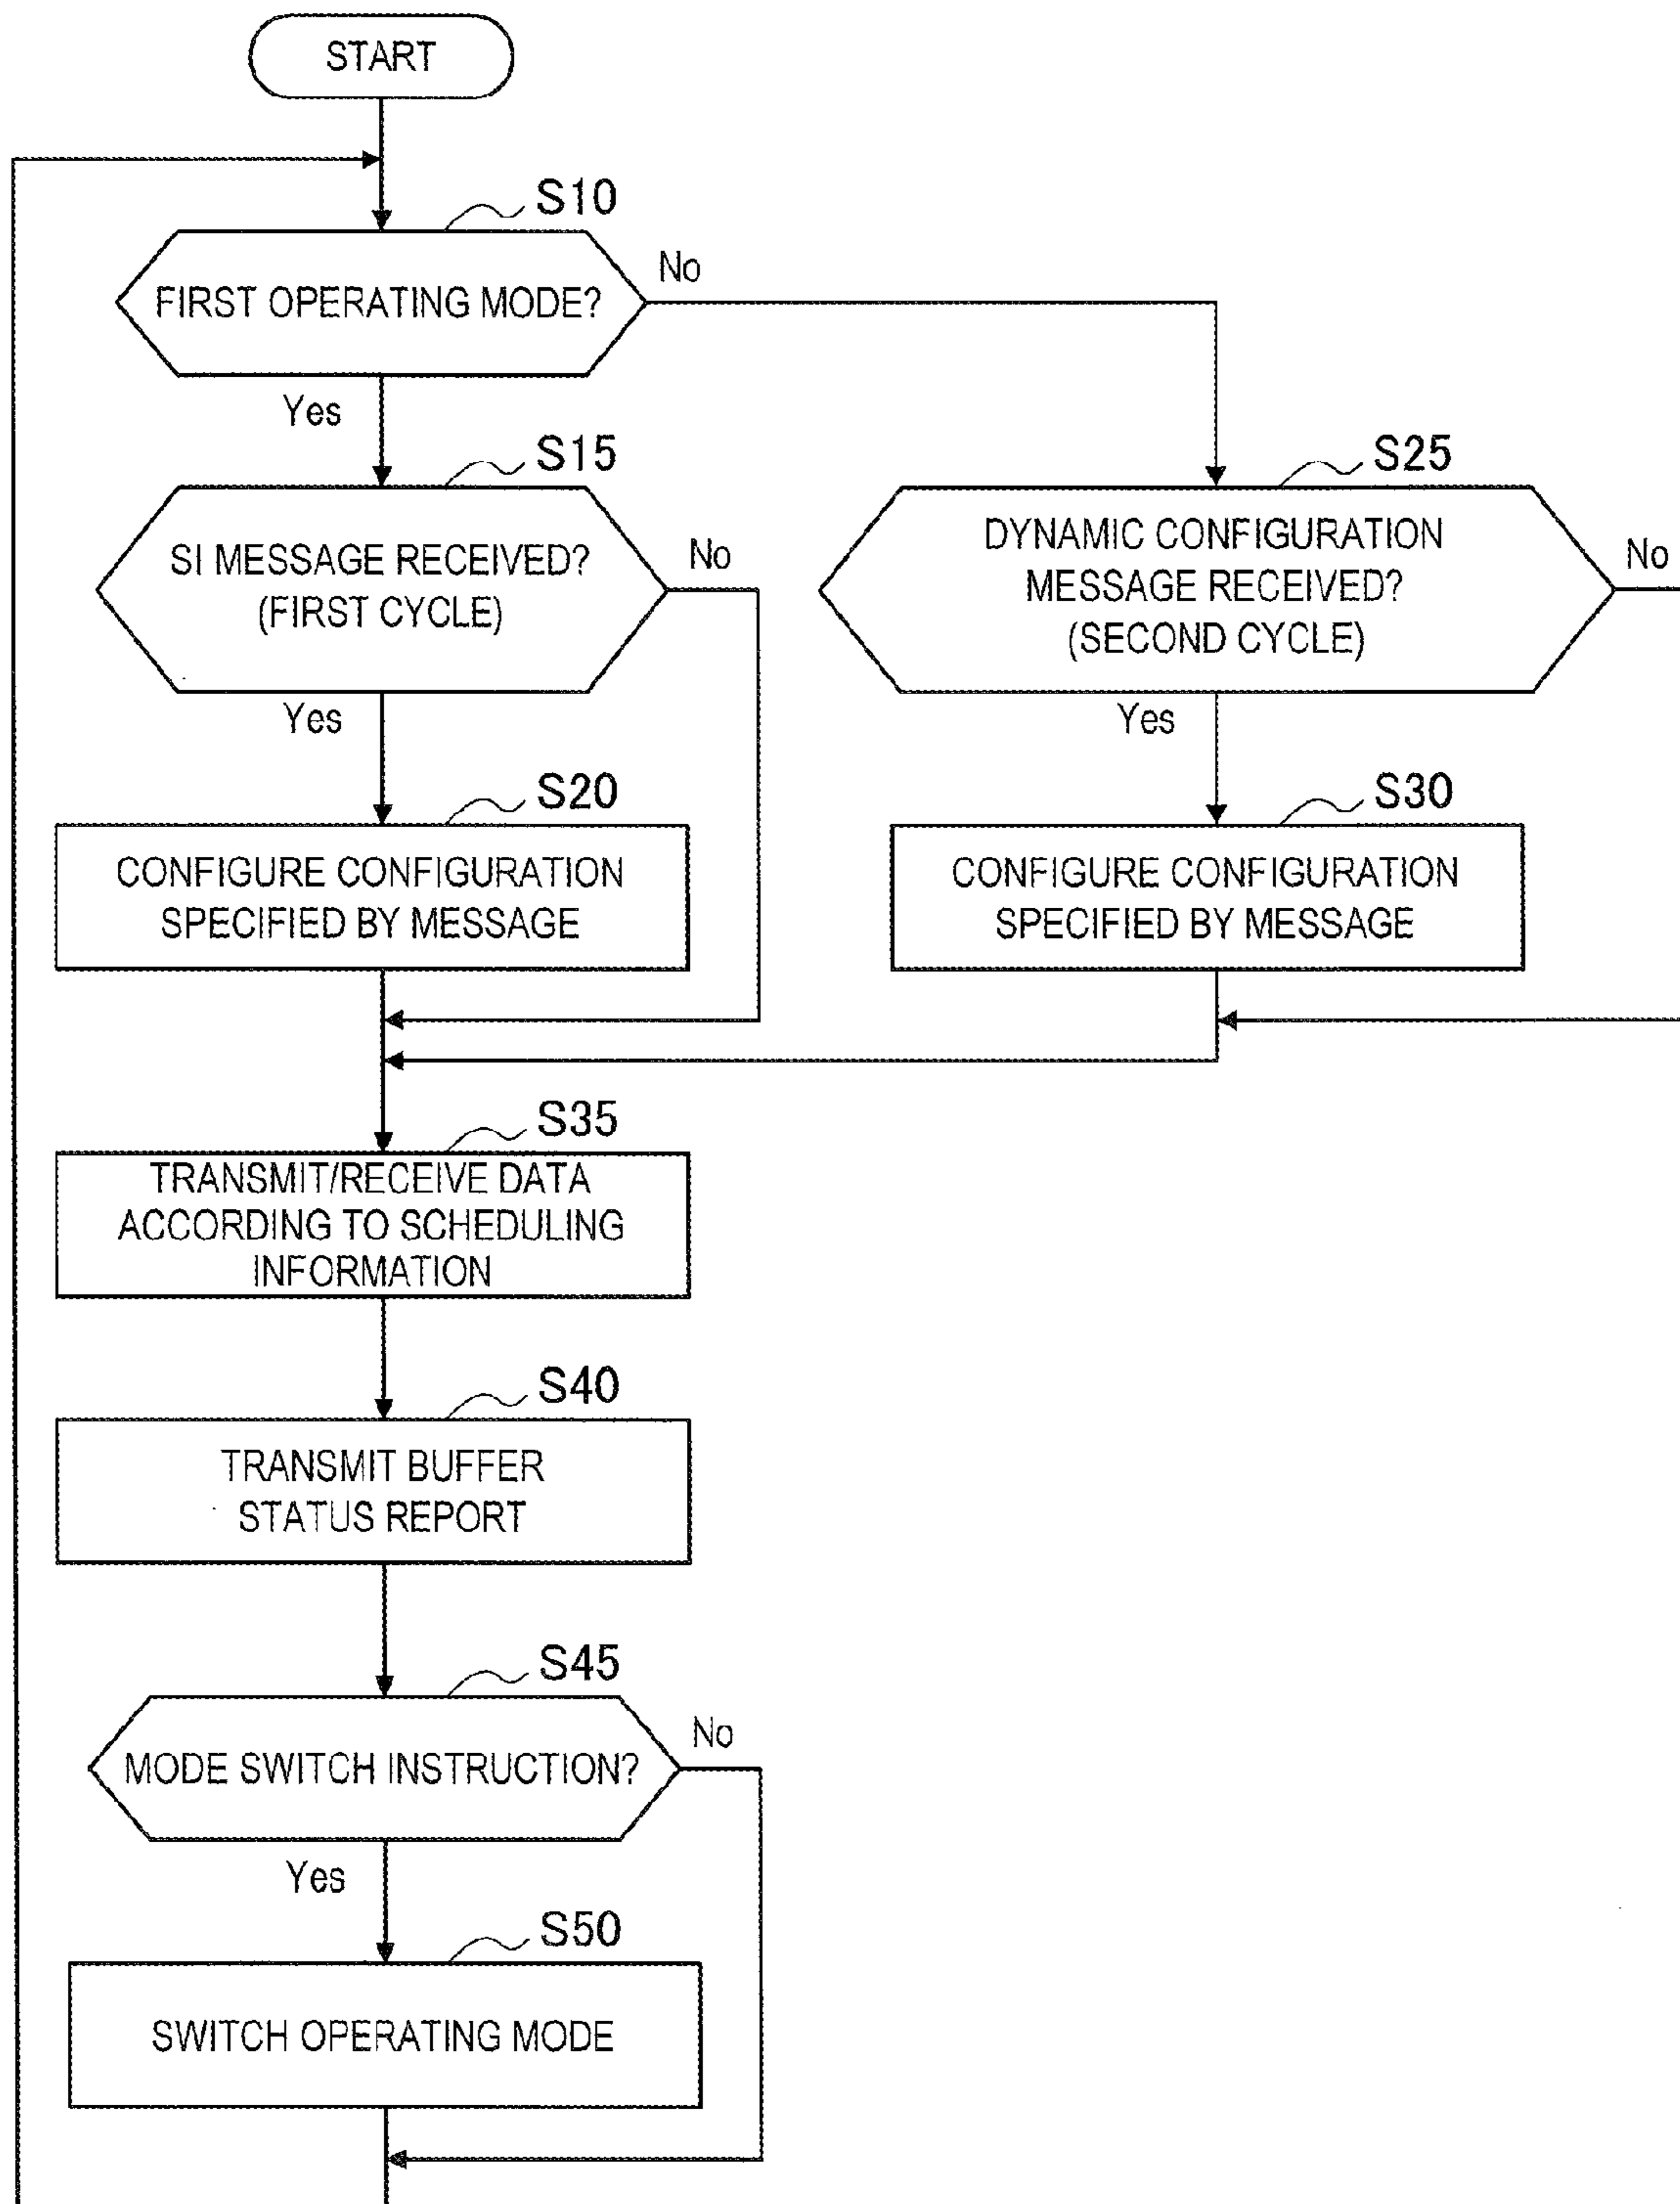 START
S10
FIRST OPERATING MODE?
No
Yes
S15
SI MESSAGE RECEIVED?
(FIRST CYCLE)
No
Yes
S25
DYNAMIC CONFIGURATION
MESSAGE RECEIVED?
(SECOND CYCLE)
No
Yes
S20
CONFIGURE CONFIGURATION
SPECIFIED BY MESSAGE
S30
CONFIGURE CONFIGURATION
SPECIFIED BY MESSAGE
S35
TRANSMIT/RECEIVE DATA
ACCORDING TO SCHEDULING
INFORMATION
S40
TRANSMIT BUFFER
STATUS REPORT
S45
MODE SWITCH INSTRUCTION?
No
Yes
S50
SWITCH OPERATING MODE